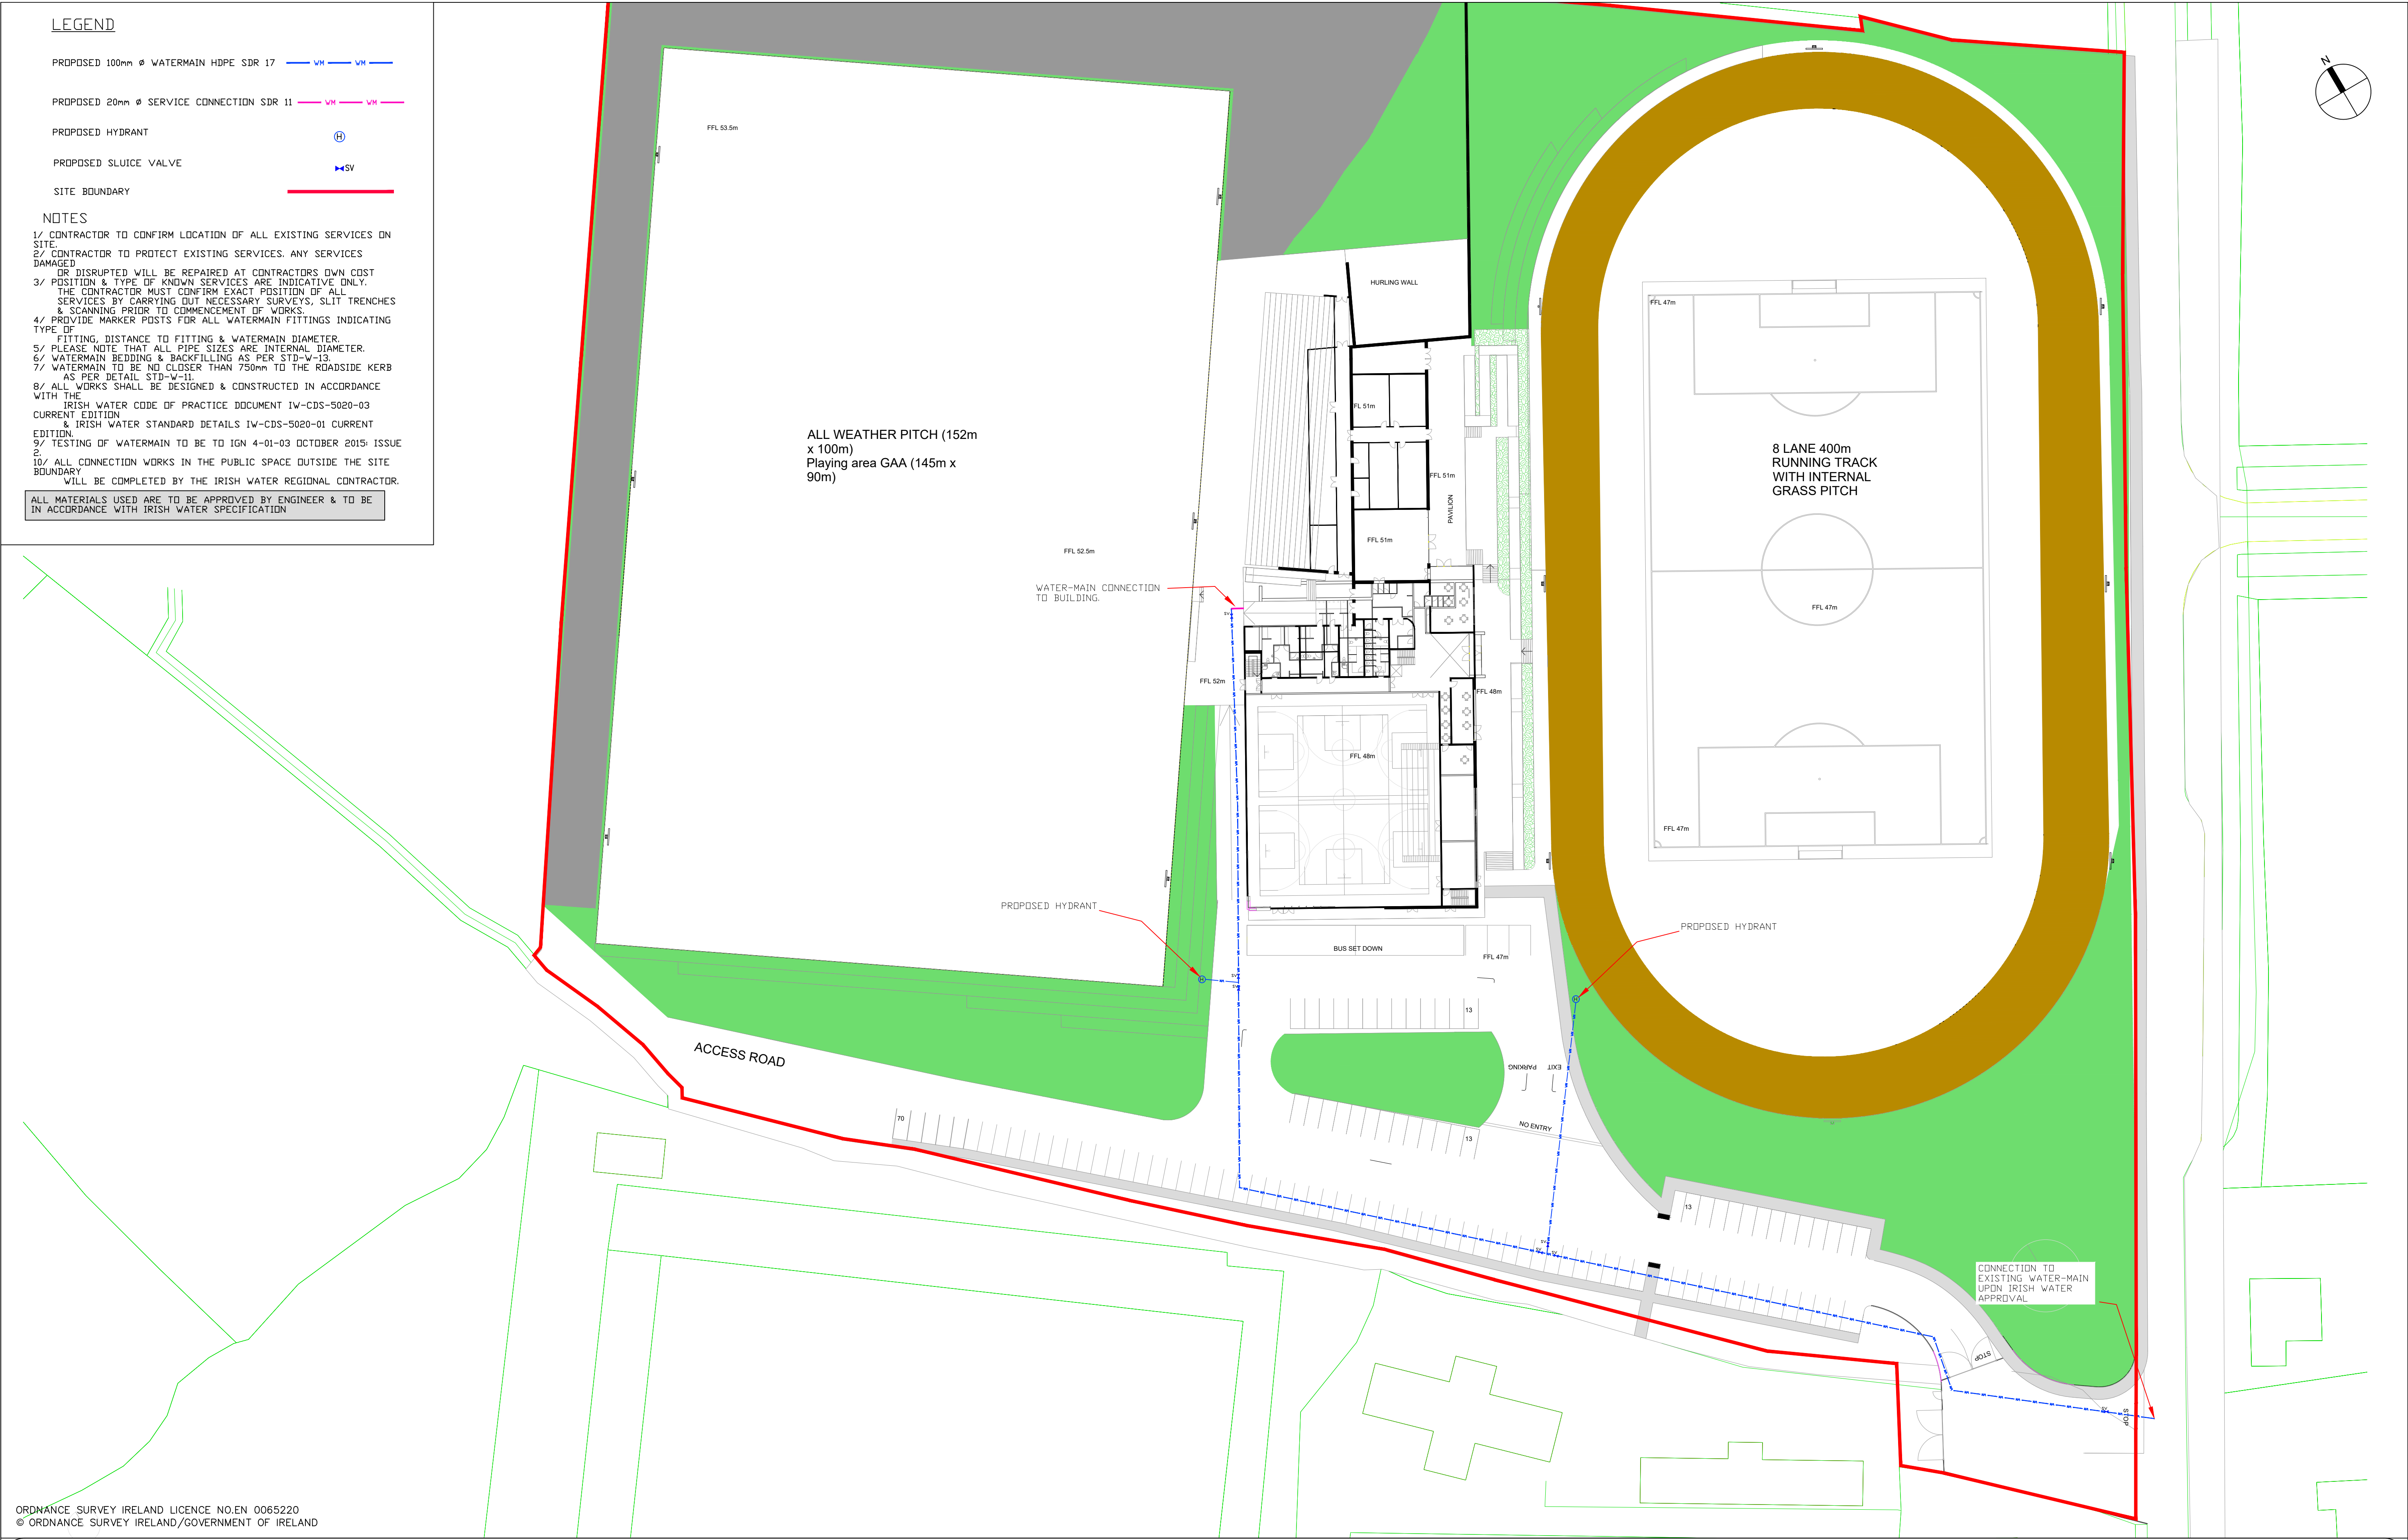 LEGEND
PROPOSED 100mm Ø WATERMAIN HDPE SDR 17
WM WM
PROPOSED 20mm Ø SERVICE CONNECTION SDR 11
WM WM
PROPOSED HYDRANT
H
PROPOSED SLUICE VALVE
SV
SITE BOUNDARY
NOTES
1/ CONTRACTOR TO CONFIRM LOCATION OF ALL EXISTING SERVICES ON
SITE.
2/ CONTRACTOR TO PROTECT EXISTING SERVICES. ANY SERVICES
DAMAGED
OR DISRUPTED WILL BE REPAIRED AT CONTRACTORS OWN COST
3/ POSITION & TYPE OF KNOWN SERVICES ARE INDICATIVE ONLY.
THE CONTRACTOR MUST CONFIRM EXACT POSITION OF ALL
SERVICES BY CARRYING OUT NECESSARY SURVEYS, SLIT TRENCHES
& SCANNING PRIOR TO COMMENCEMENT OF WORKS.
4/ PROVIDE MARKER POSTS FOR ALL WATERMAIN FITTINGS INDICATING
TYPE OF
FITTING, DISTANCE TO FITTING & WATERMAIN DIAMETER.
5/ PLEASE NOTE THAT ALL PIPE SIZES ARE INTERNAL DIAMETER.
6/ WATERMAIN BEDDING & BACKFILLING AS PER STD-W-13.
7/ WATERMAIN TO BE NO CLOSER THAN 750mm TO THE ROADSIDE KERB
AS PER DETAIL STD-W-11.
8/ ALL WORKS SHALL BE DESIGNED & CONSTRUCTED IN ACCORDANCE
WITH THE
IRISH WATER CODE OF PRACTICE DOCUMENT IW-CDS-5020-03
CURRENT EDITION
& IRISH WATER STANDARD DETAILS IW-CDS-5020-01 CURRENT
EDITION.
9/ TESTING OF WATERMAIN TO BE TO IGN 4-01-03 OCTOBER 2015: ISSUE
2.
10/ ALL CONNECTION WORKS IN THE PUBLIC SPACE OUTSIDE THE SITE
BOUNDARY
WILL BE COMPLETED BY THE IRISH WATER REGIONAL CONTRACTOR.
ALL MATERIALS USED ARE TO BE APPROVED BY ENGINEER & TO BE
IN ACCORDANCE WITH IRISH WATER SPECIFICATION
N
FFL 53.5m
HURLING WALL
FFL 47m
FL 51m
ALL WEATHER PITCH (152m
x 100m)
Playing area GAA (145m x
90m)
8 LANE 400m
RUNNING TRACK
WITH INTERNAL
GRASS PITCH
FFL 51m
PAVILION
FFL 51m
FFL 52.5m
WATER-MAIN CONNECTION
TO BUILDING.
SV
FFL 47m
FFL 52m
FFL 48m
FFL 48m
FFL 47m
PROPOSED HYDRANT
PROPOSED HYDRANT
BUS SET DOWN
FFL 47m
H
SV
SV
H
13
ACCESS ROAD
PARKING
EXIT
70
NO ENTRY
13
13
SV
SV
SV
CONNECTION TO
EXISTING WATER-MAIN
UPON IRISH WATER
APPROVAL
STOP
SV
STOP
ORDNANCE SURVEY IRELAND LICENCE NO.EN 0065220
© ORDNANCE SURVEY IRELAND/GOVERNMENT OF IRELAND